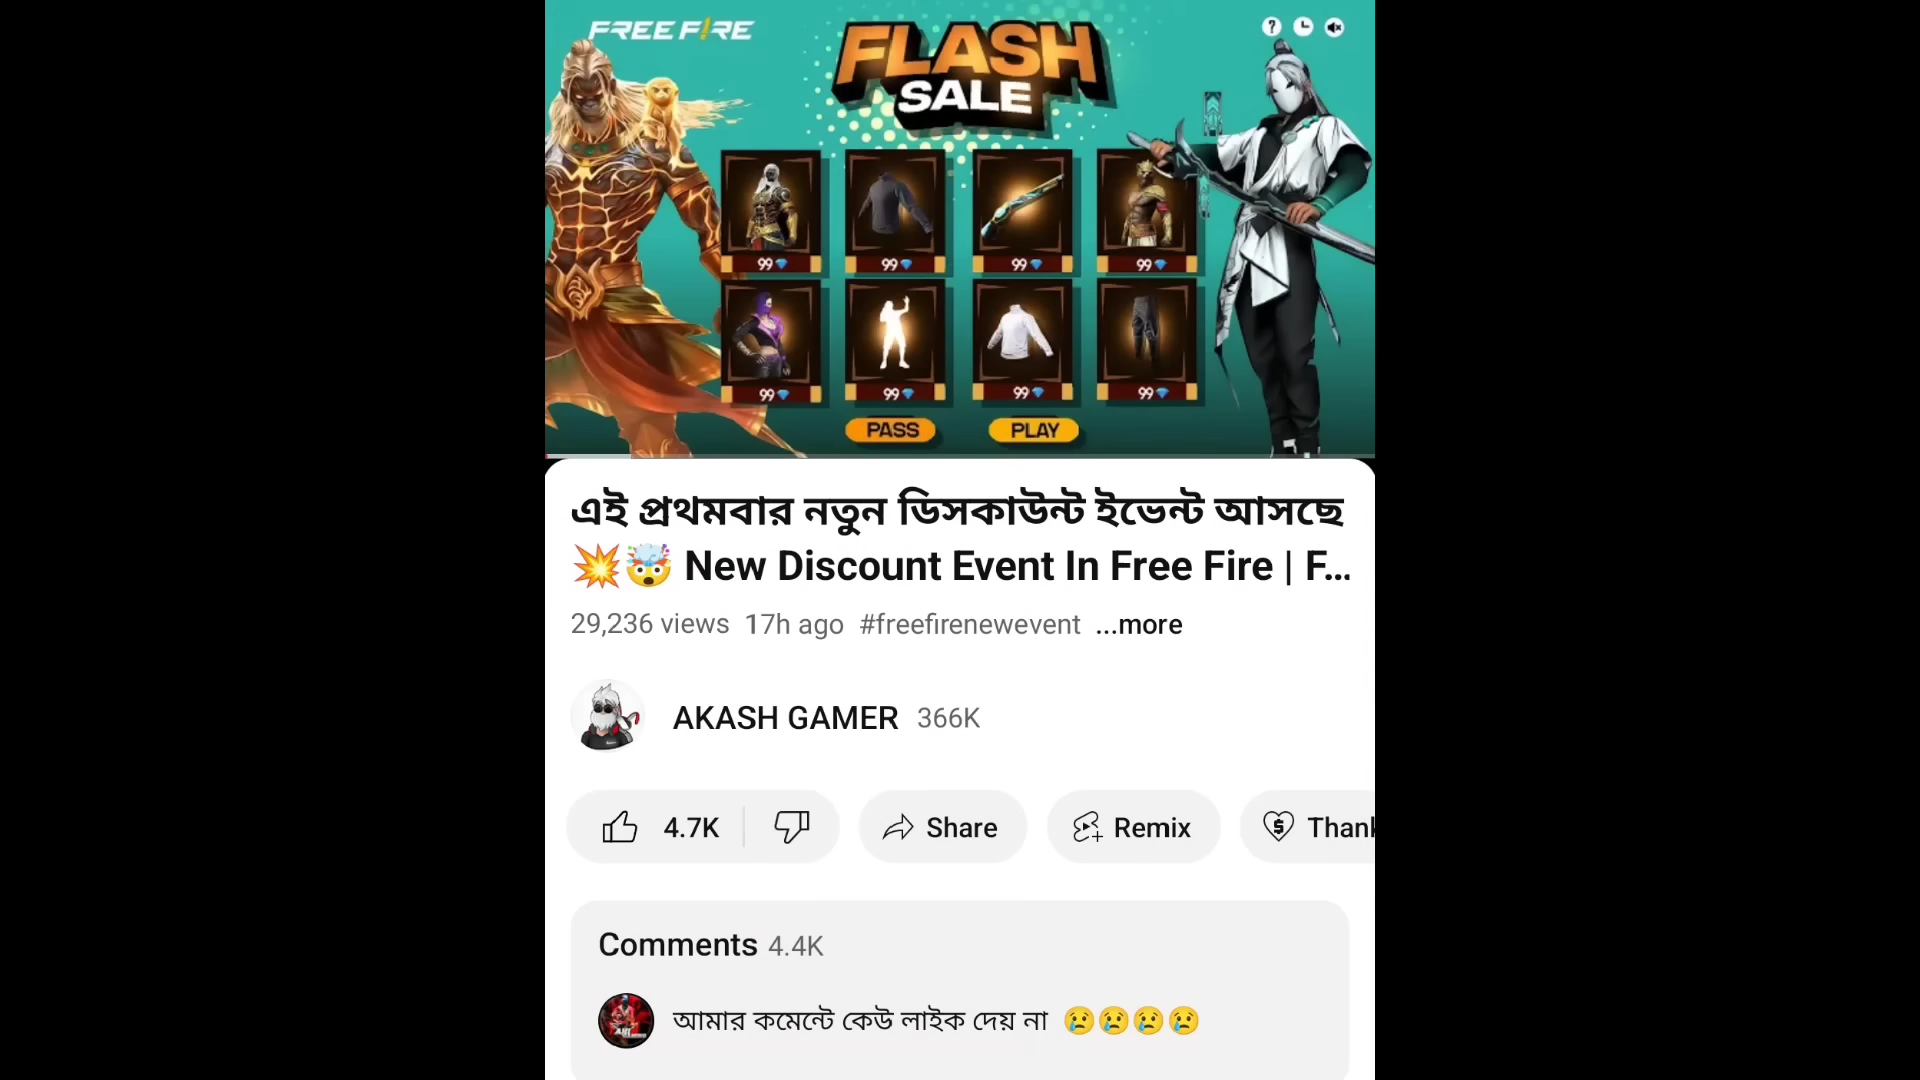 FREE FIRE
FLASH
SALE
?
99 99 99 99
99 99 99 99
PASS PLAY
এই প্রথমবার নতুন ডিসকাউন্ট ইভেন্ট আসছে
💥🤯 New Discount Event In Free Fire | F...
29,236 views 17h ago #freefirenewevent ...more
AKASH GAMER 366K
4.7K Share Remix Thank
Comments 4.4K
আমার কমেন্টে কেউ লাইক দেয় না 😢😢😢😢